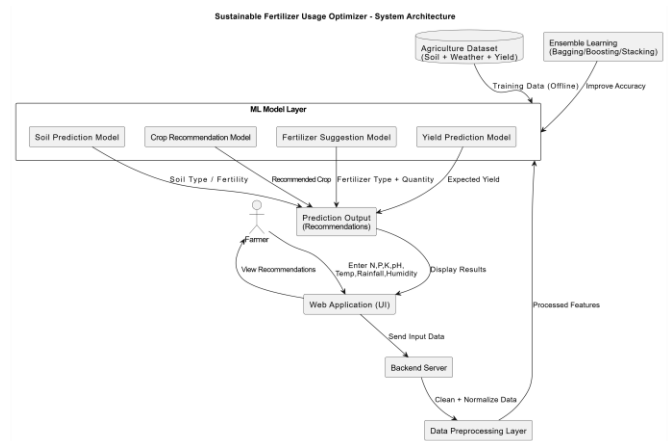 Sustainable Fertilizer Usage Optimizer - System Architecture
Agriculture Dataset
(Soil + Weather + Yield)
Ensemble Learning
(Bagging/Boosting/Stacking)
Training Data (Offline)
Improve Accuracy
ML Model Layer
Soil Prediction Model
Crop Recommendation Model
Fertilizer Suggestion Model
Yield Prediction Model
Soil Type / Fertility
Recommended Crop
Fertilizer Type + Quantity
Expected Yield
Prediction Output
(Recommendations)
Farmer
View Recommendations
Enter N,P,K,pH,
Temp,Rainfall,Humidity
Display Results
Web Application (UI)
Processed Features
Send Input Data
Backend Server
Clean + Normalize Data
Data Preprocessing Layer